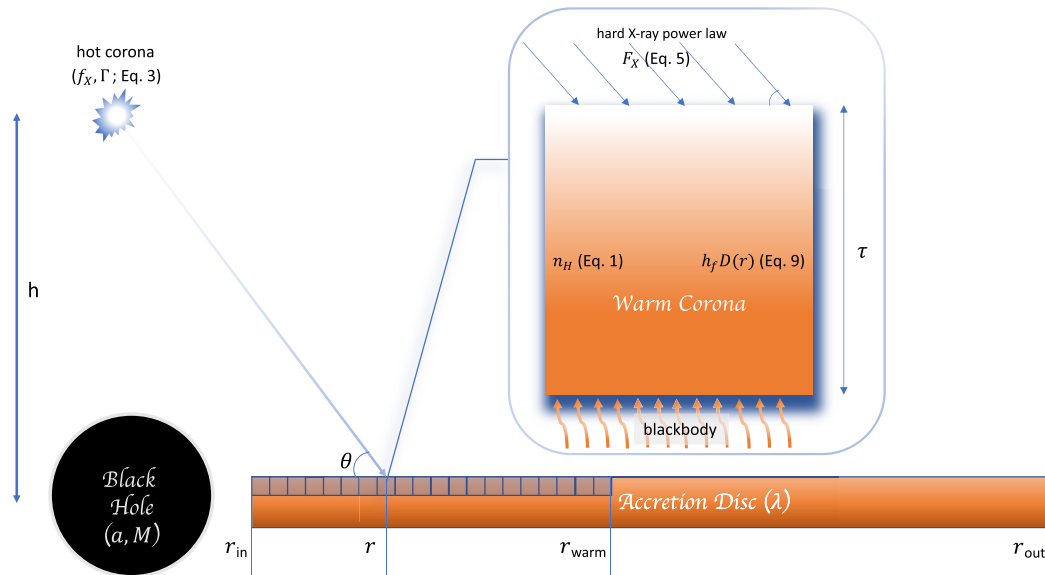 hot corona
(f_X, Γ; Eq. 3)
hard X-ray power law
F_X (Eq. 5)
h
n_H (Eq. 1)
h_f D(r) (Eq. 9)
τ
Warm Corona
blackbody
θ
Black
Hole
(a, M)
Accretion Disc (λ)
r_in
r
r_warm
r_out